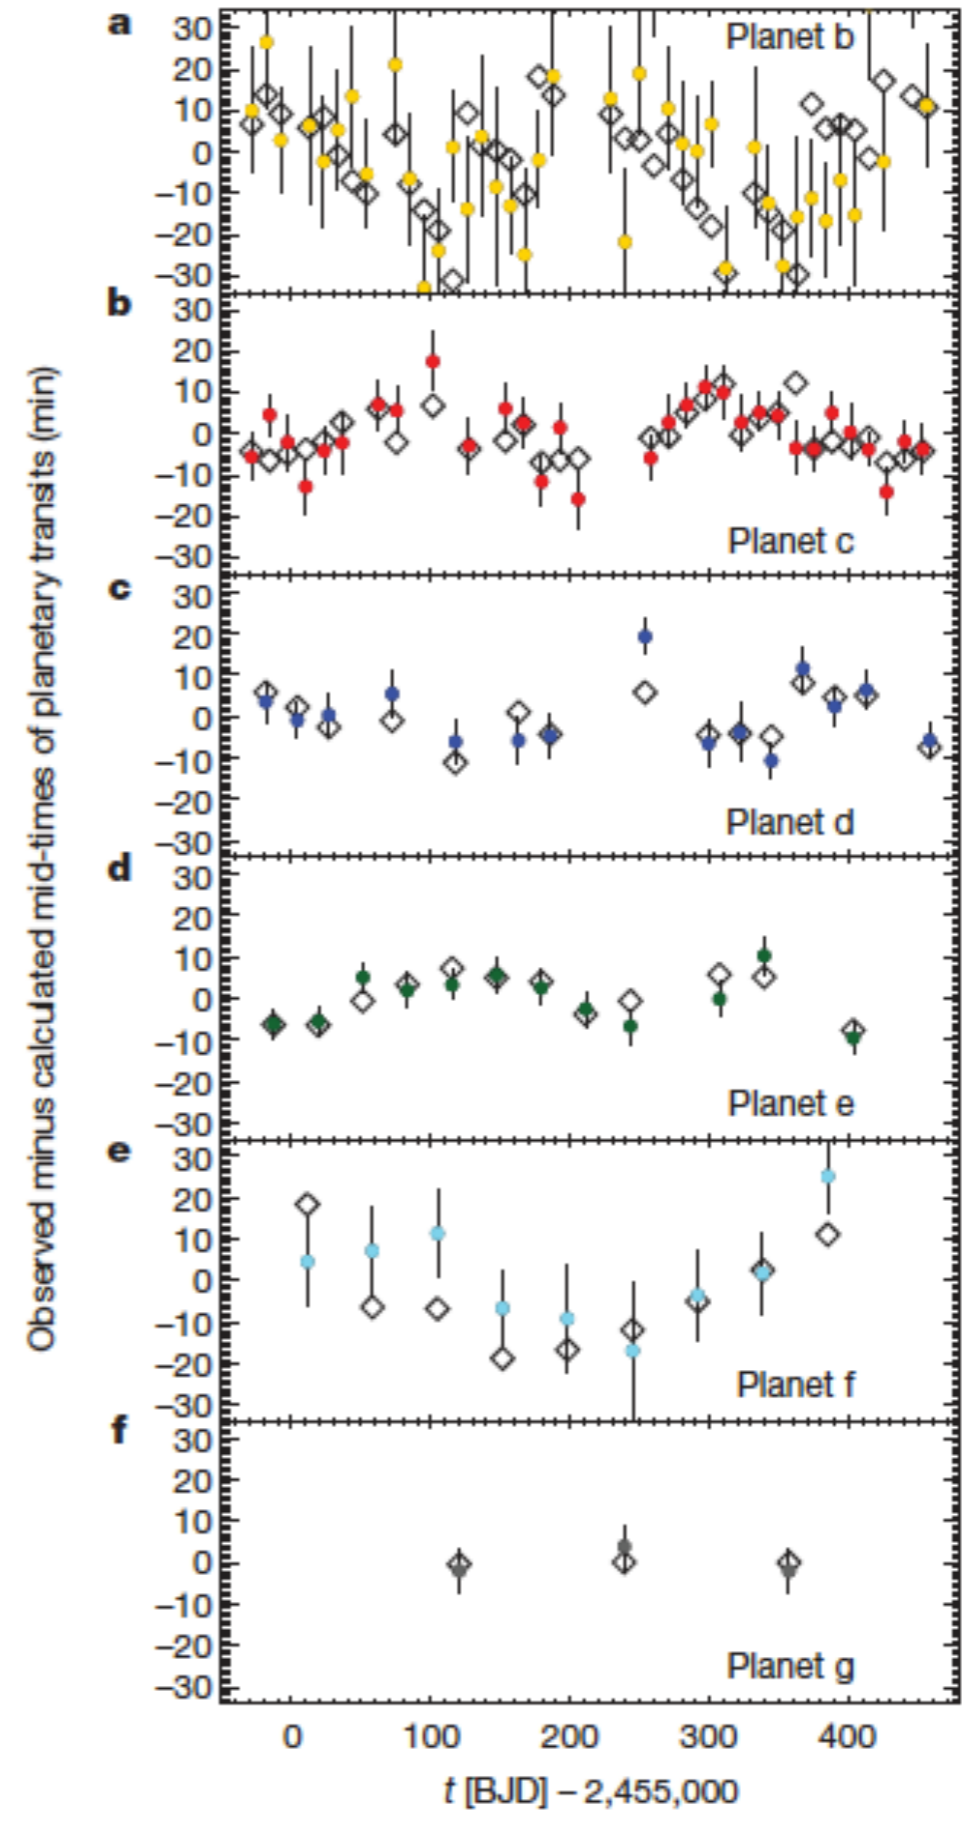 a
Planet b
30
20
10
0
−10
−20
−30
b
30
20
10
0
−10
−20
−30
Planet c
c
30
20
10
0
−10
−20
−30
Planet d
d
30
20
10
0
−10
−20
−30
Planet e
e
30
20
10
0
−10
−20
−30
Planet f
f
30
20
10
0
−10
−20
−30
Planet g
Observed minus calculated mid-times of planetary transits (min)
0 100 200 300 400
t [BJD] − 2,455,000